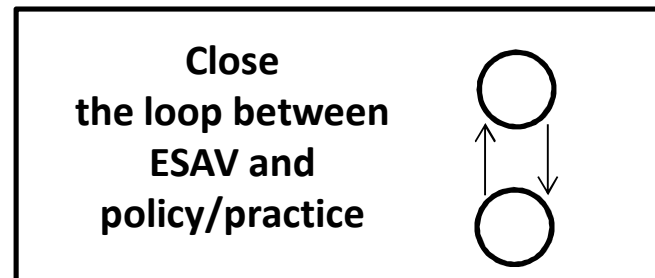 Close
the loop between
ESAV and
policy/practice